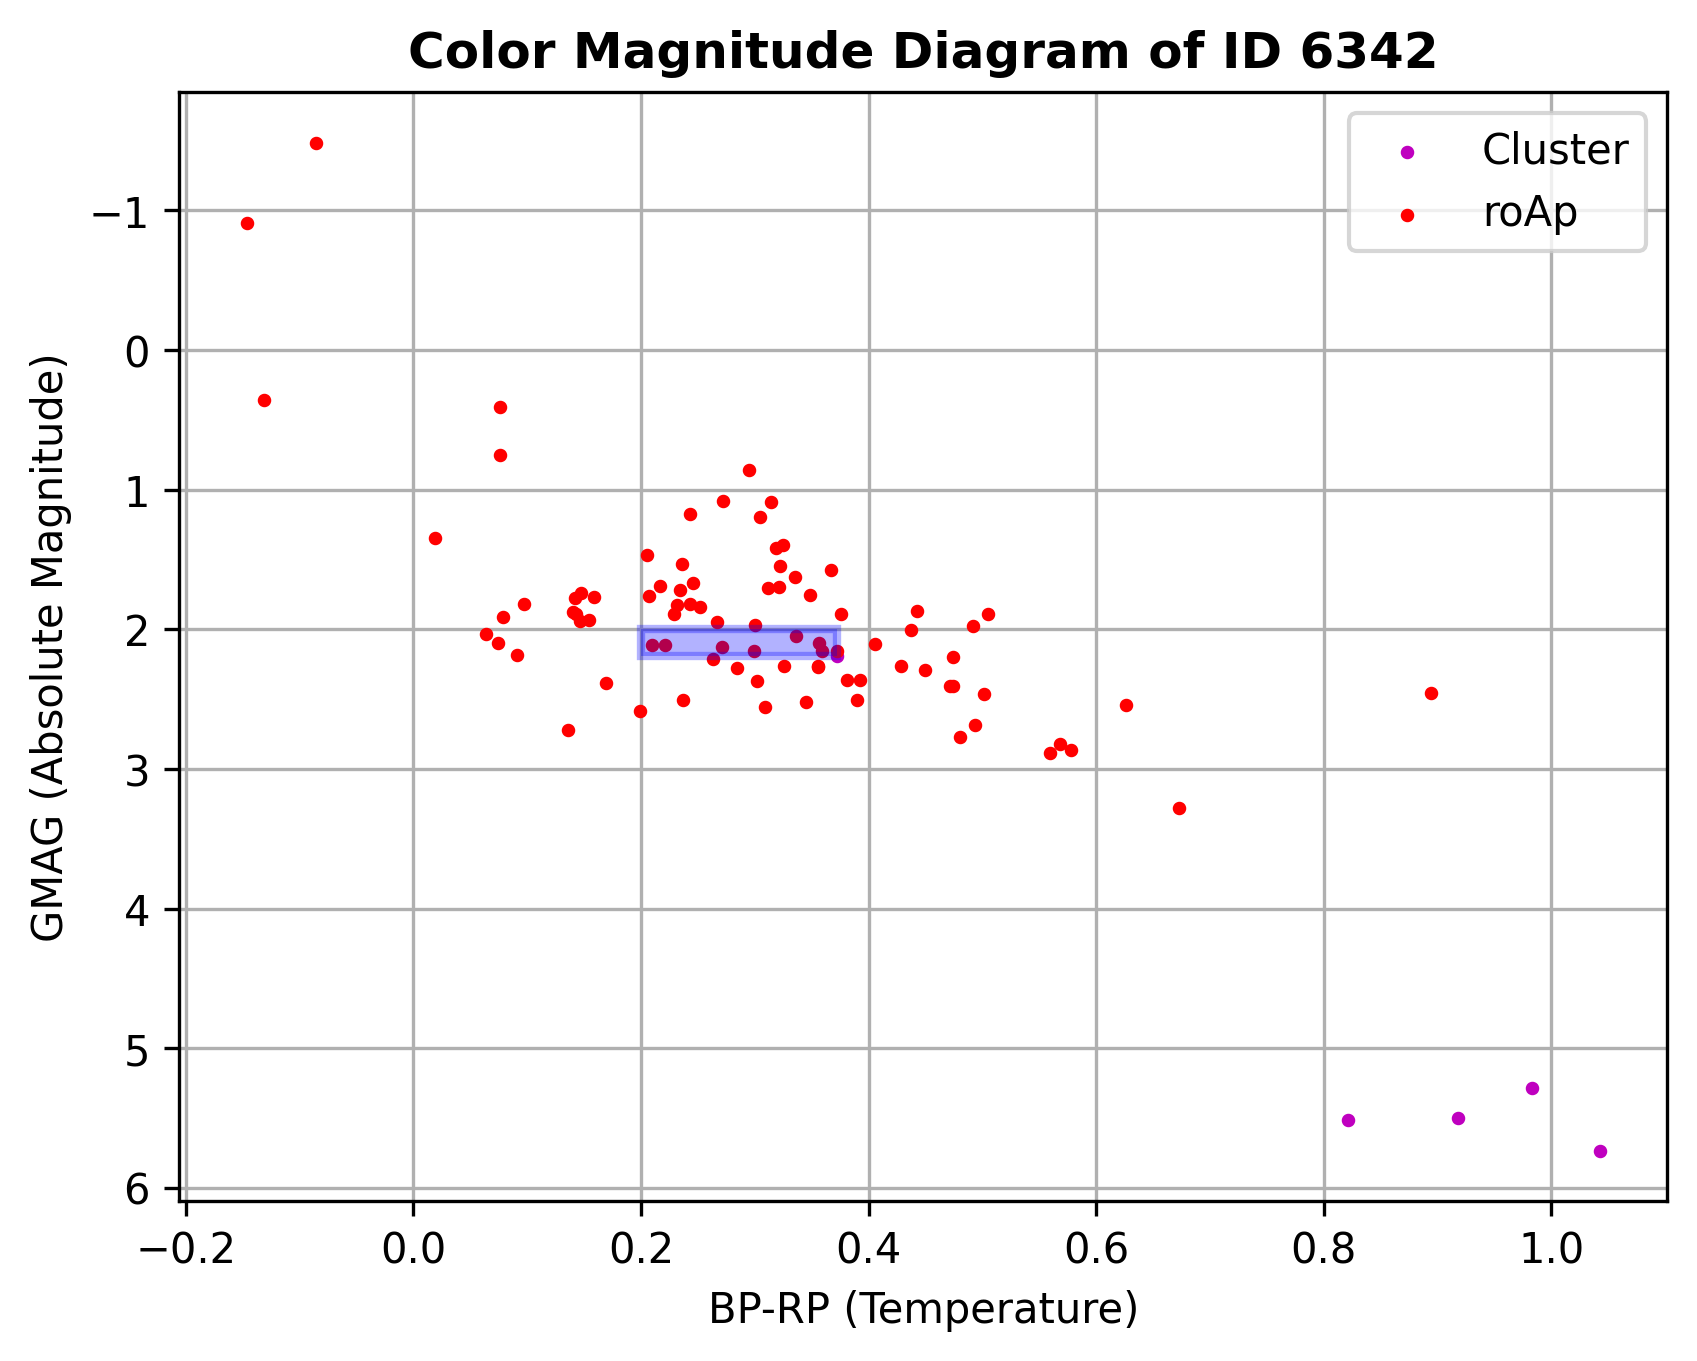 Color Magnitude Diagram of ID 6342
Cluster
roAp
GMAG (Absolute Magnitude)
−1
0
1
2
3
4
5
6
−0.2 0.0 0.2 0.4 0.6 0.8 1.0
BP-RP (Temperature)